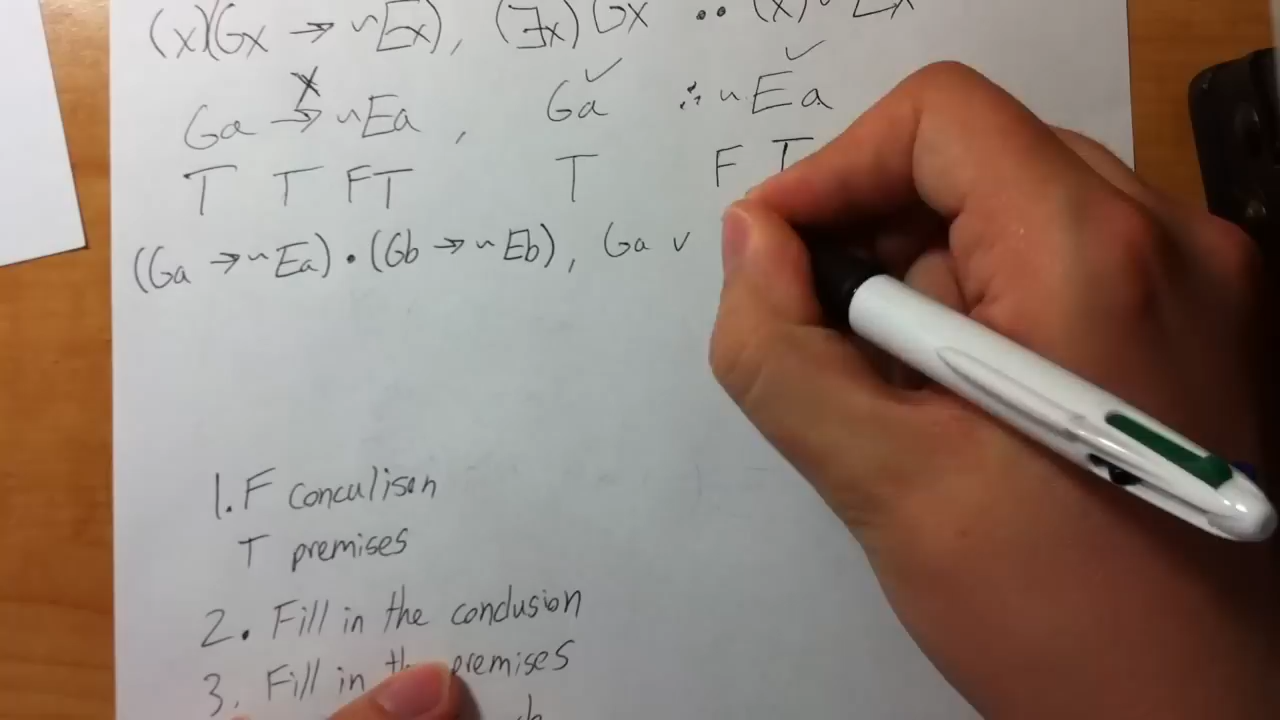 (x)(Gx → ~Ex), (∃x)Gx ∴ (x)~Ex
Ga → ~Ea , Ga ∴ ~Ea
T T FT T F T
(Ga → ~Ea) • (Gb → ~Eb), Ga v
1. F conculison
T premises
2. Fill in the conclusion
3. Fill in the premises